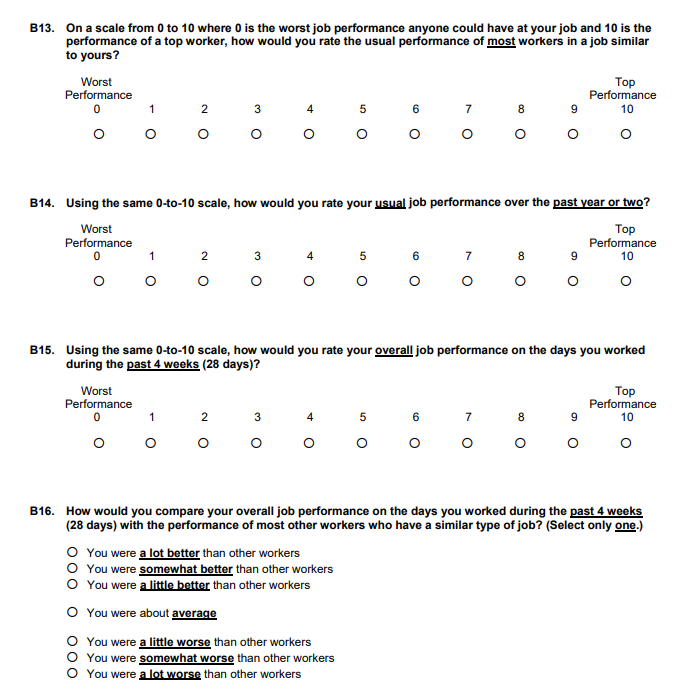 B13. On a scale from 0 to 10 where 0 is the worst job performance anyone could have at your job and 10 is the
performance of a top worker, how would you rate the usual performance of most workers in a job similar
to yours?
Worst Top
Performance Performance
0 1 2 3 4 5 6 7 8 9 10
B14. Using the same 0-to-10 scale, how would you rate your usual job performance over the past year or two?
Worst Top
Performance Performance
0 1 2 3 4 5 6 7 8 9 10
B15. Using the same 0-to-10 scale, how would you rate your overall job performance on the days you worked
during the past 4 weeks (28 days)?
Worst Top
Performance Performance
0 1 2 3 4 5 6 7 8 9 10
B16. How would you compare your overall job performance on the days you worked during the past 4 weeks
(28 days) with the performance of most other workers who have a similar type of job? (Select only one.)
You were a lot better than other workers
You were somewhat better than other workers
You were a little better than other workers
You were about average
You were a little worse than other workers
You were somewhat worse than other workers
You were a lot worse than other workers